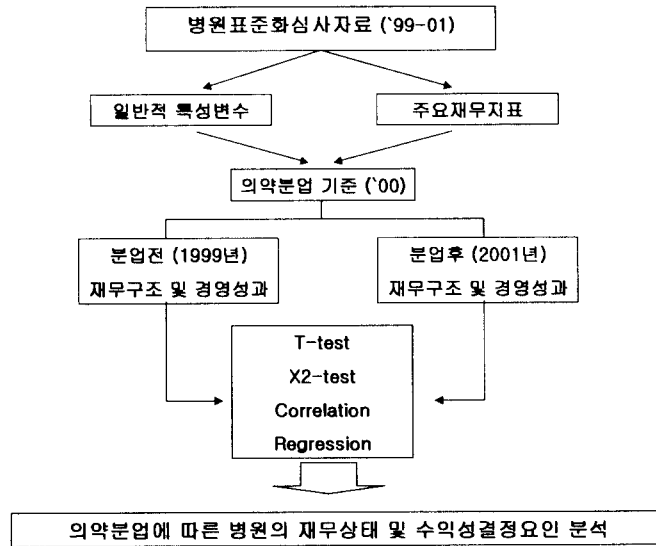 병원표준화심사자료 (`99-01)
일반적 특성변수
주요재무지표
의약분업 기준 (`00)
분업전 (1999년)
재무구조 및 경영성과
분업후 (2001년)
재무구조 및 경영성과
T-test
X2-test
Correlation
Regression
의약분업에 따른 병원의 재무상태 및 수익성결정요인 분석